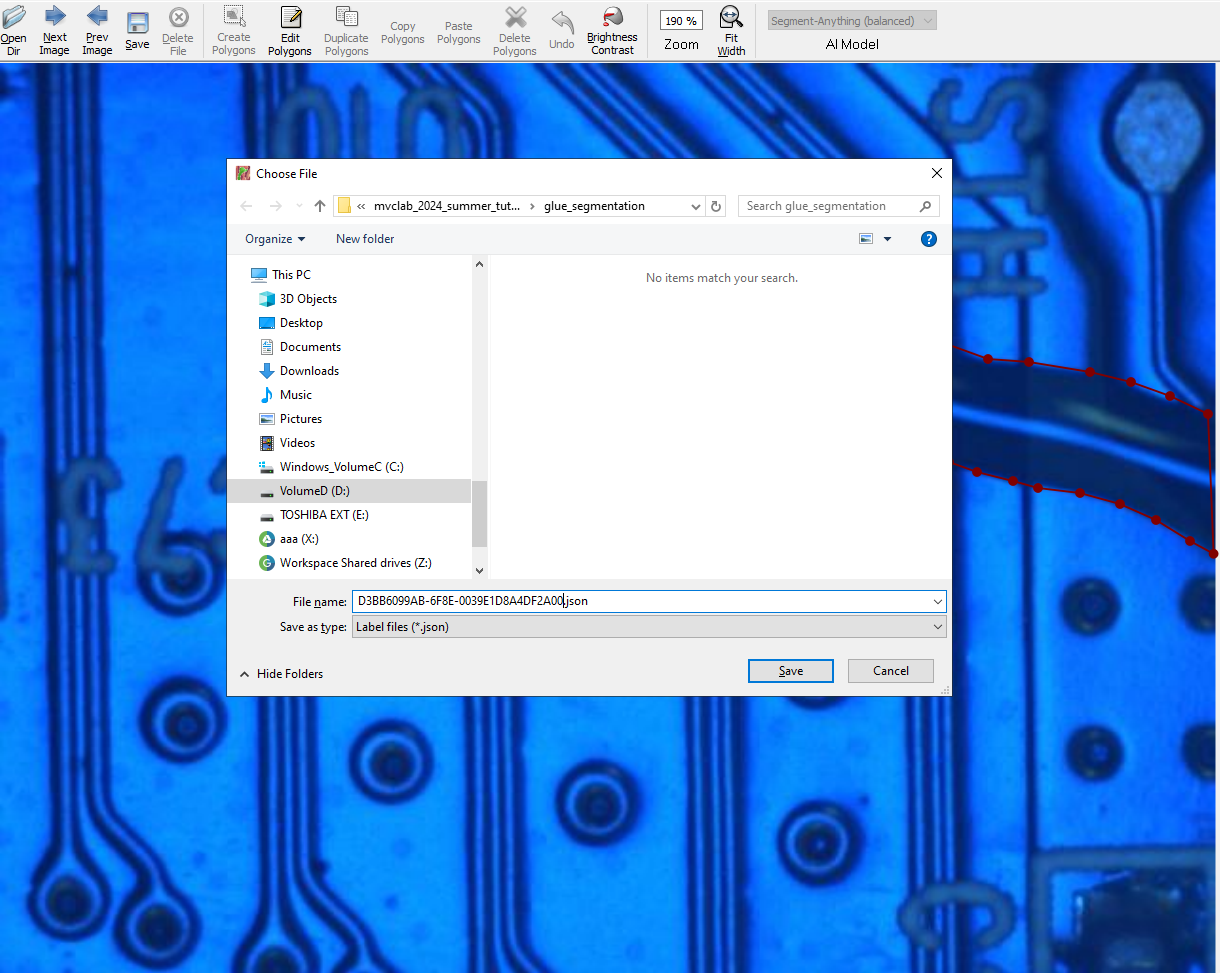 Open Dir
Next Image
Prev Image
Save
Delete File
Create Polygons
Edit Polygons
Duplicate Polygons
Copy Polygons
Paste Polygons
Delete Polygons
Undo
Brightness Contrast
190 %
Zoom
Fit Width
Segment-Anything (balanced)
AI Model
Choose File
« mvclab_2024_summer_tut... › glue_segmentation
Search glue_segmentation
Organize
New folder
?
This PC
3D Objects
Desktop
Documents
Downloads
Music
Pictures
Videos
Windows_VolumeC (C:)
VolumeD (D:)
TOSHIBA EXT (E:)
aaa (X:)
Workspace Shared drives (Z:)
No items match your search.
File name: D3BB6099AB-6F8E-0039E1D8A4DF2A00.json
Save as type: Label files (*.json)
Hide Folders
Save
Cancel